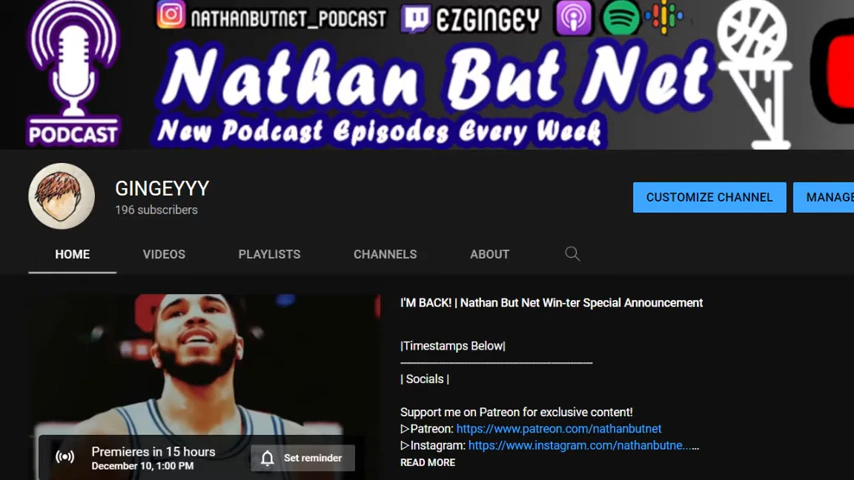 NATHANBUTNET_PODCAST EZGINGEY
PODCAST
Nathan But Net
New Podcast Episodes Every Week
GINGEYYY
196 subscribers
CUSTOMIZE CHANNEL MANAGE
HOME VIDEOS PLAYLISTS CHANNELS ABOUT
I'M BACK! | Nathan But Net Win-ter Special Announcement
|Timestamps Below|
| Socials |
Support me on Patreon for exclusive content!
▷Patreon: https://www.patreon.com/nathanbutnet
▷Instagram: https://www.instagram.com/nathanbutne...…
READ MORE
Premieres in 15 hours
December 10, 1:00 PM
Set reminder